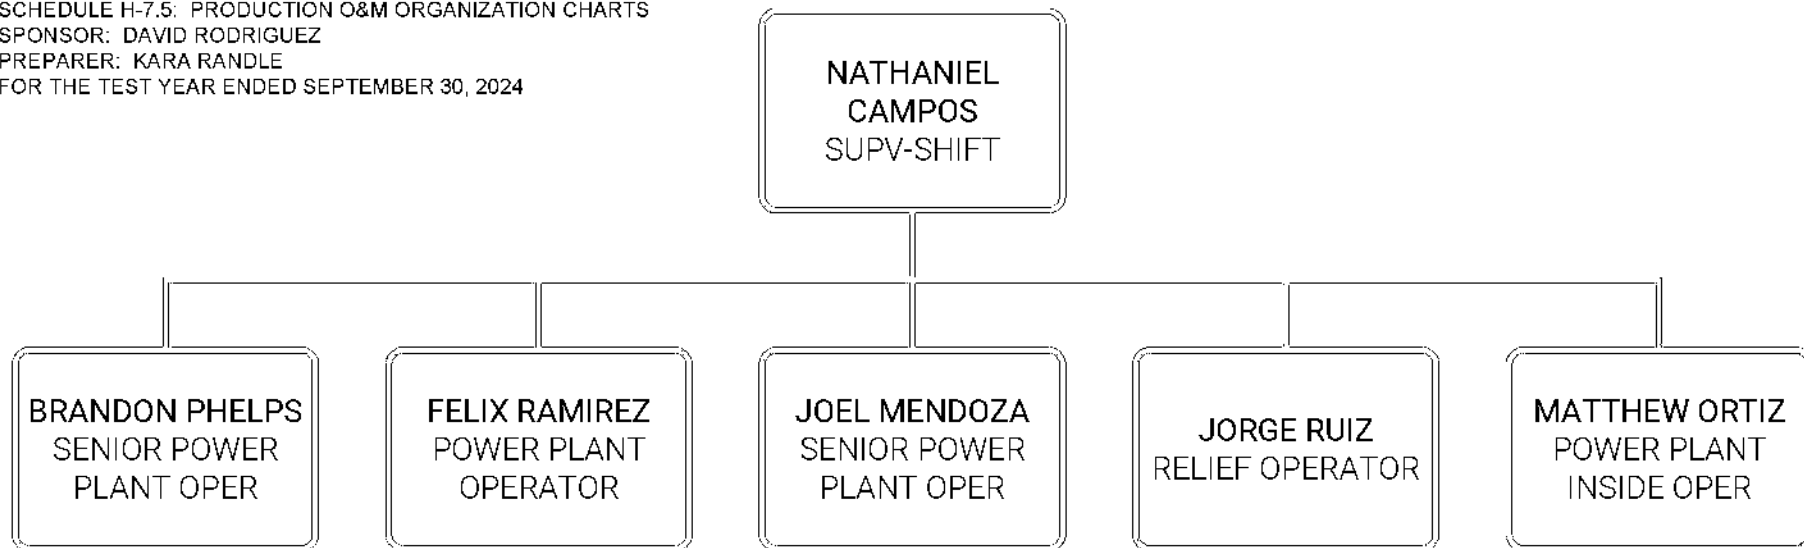 SCHEDULE H-7.5: PRODUCTION O&M ORGANIZATION CHARTS
SPONSOR: DAVID RODRIGUEZ
PREPARER: KARA RANDLE
FOR THE TEST YEAR ENDED SEPTEMBER 30, 2024
NATHANIEL
CAMPOS
SUPV-SHIFT
BRANDON PHELPS
SENIOR POWER
PLANT OPER
FELIX RAMIREZ
POWER PLANT
OPERATOR
JOEL MENDOZA
SENIOR POWER
PLANT OPER
JORGE RUIZ
RELIEF OPERATOR
MATTHEW ORTIZ
POWER PLANT
INSIDE OPER